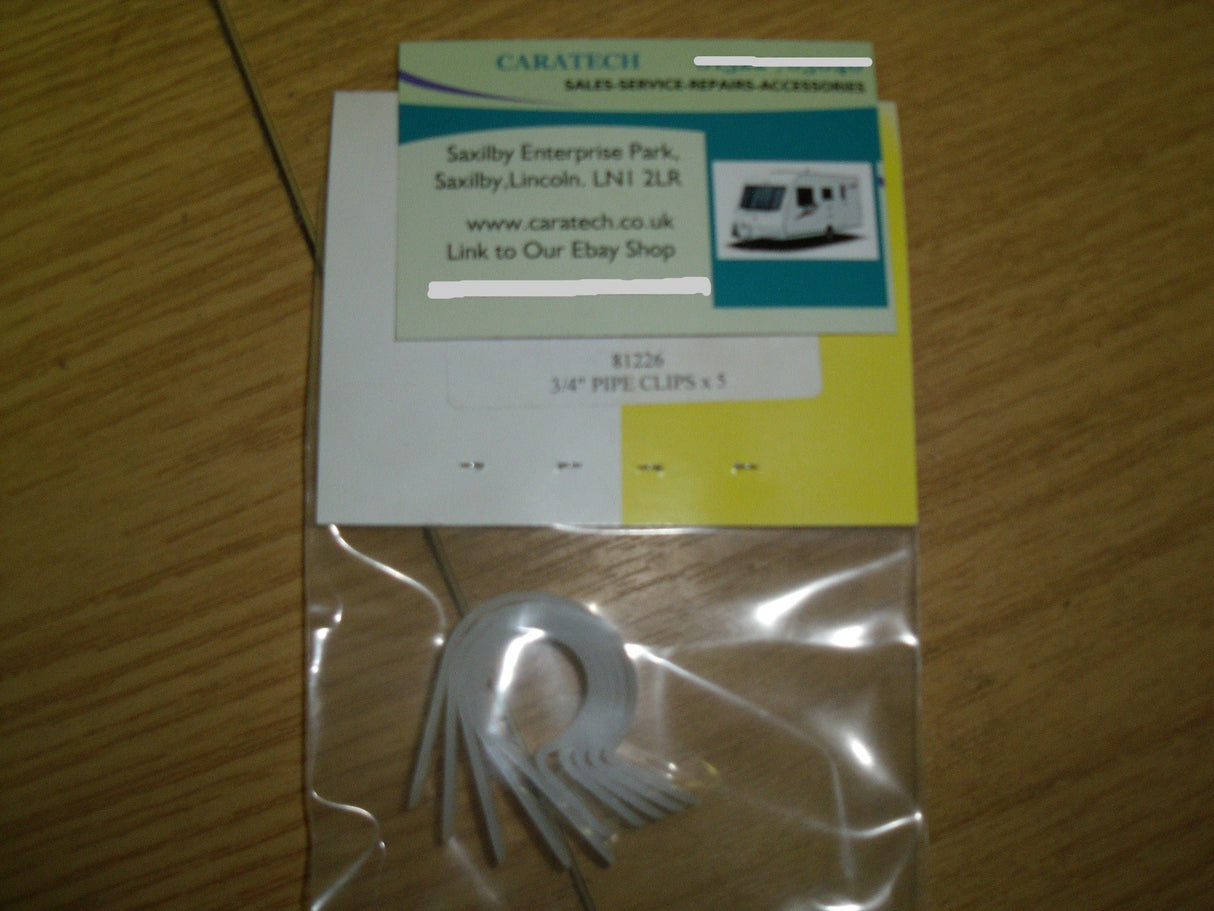 CARATECH
SALES-SERVICE-REPAIRS-ACCESSORIES
Saxilby Enterprise Park,
Saxilby,Lincoln. LN1 2LR
www.caratech.co.uk
Link to Our Ebay Shop
81226
3/4" PIPE CLIPS x 5